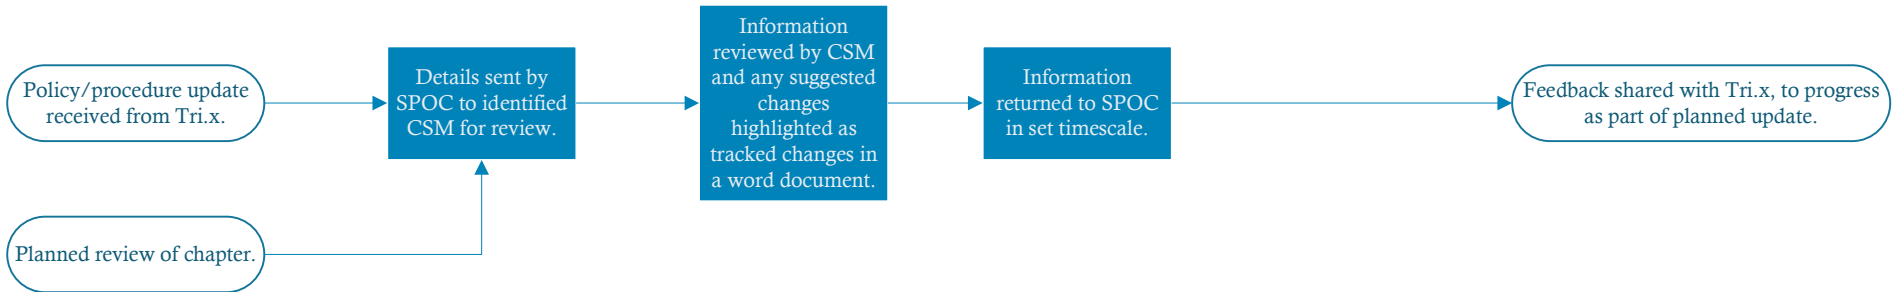 Policy/procedure update
received from Tri.x.
Details sent by
SPOC to identified
CSM for review.
Information
reviewed by CSM
and any suggested
changes
highlighted as
tracked changes in
a word document.
Information
returned to SPOC
in set timescale.
Feedback shared with Tri.x, to progress
as part of planned update.
Planned review of chapter.